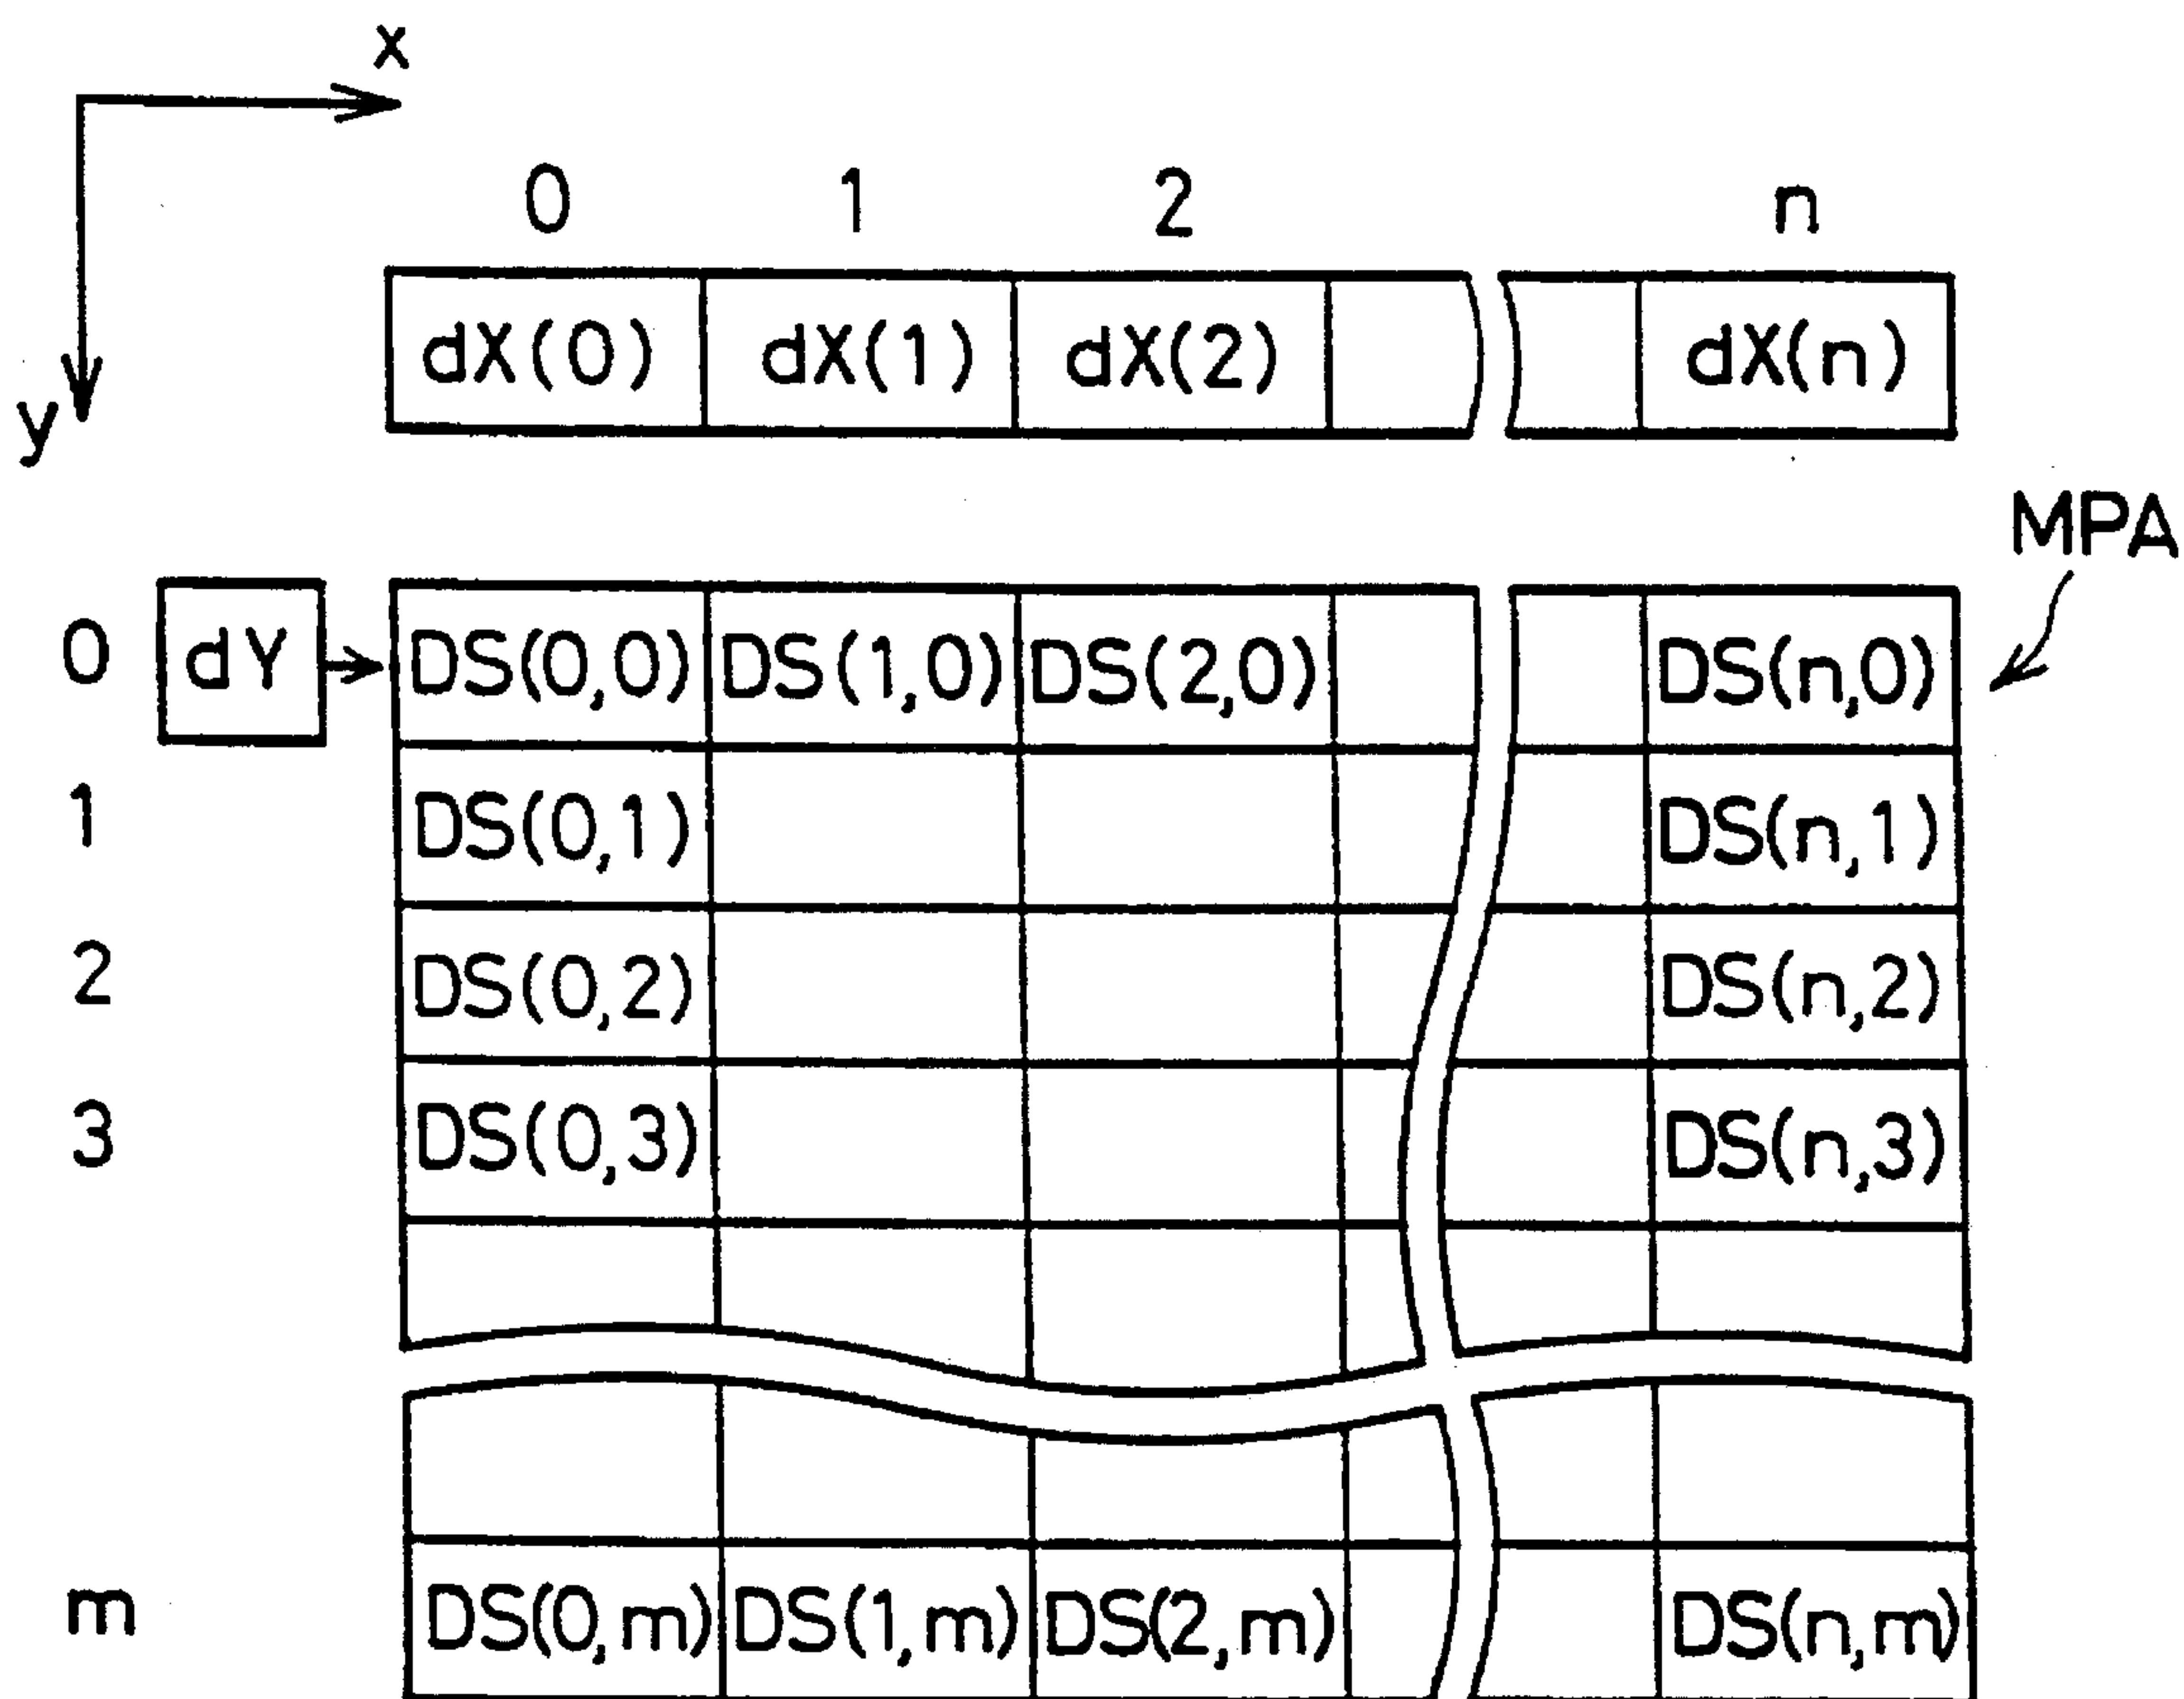 x
y
0 1 2 n
dX(0) dX(1) dX(2) dX(n)
MPA
0 dY DS(0,0) DS(1,0) DS(2,0) DS(n,0)
1 DS(0,1) DS(n,1)
2 DS(0,2) DS(n,2)
3 DS(0,3) DS(n,3)
m DS(0,m) DS(1,m) DS(2,m) DS(n,m)